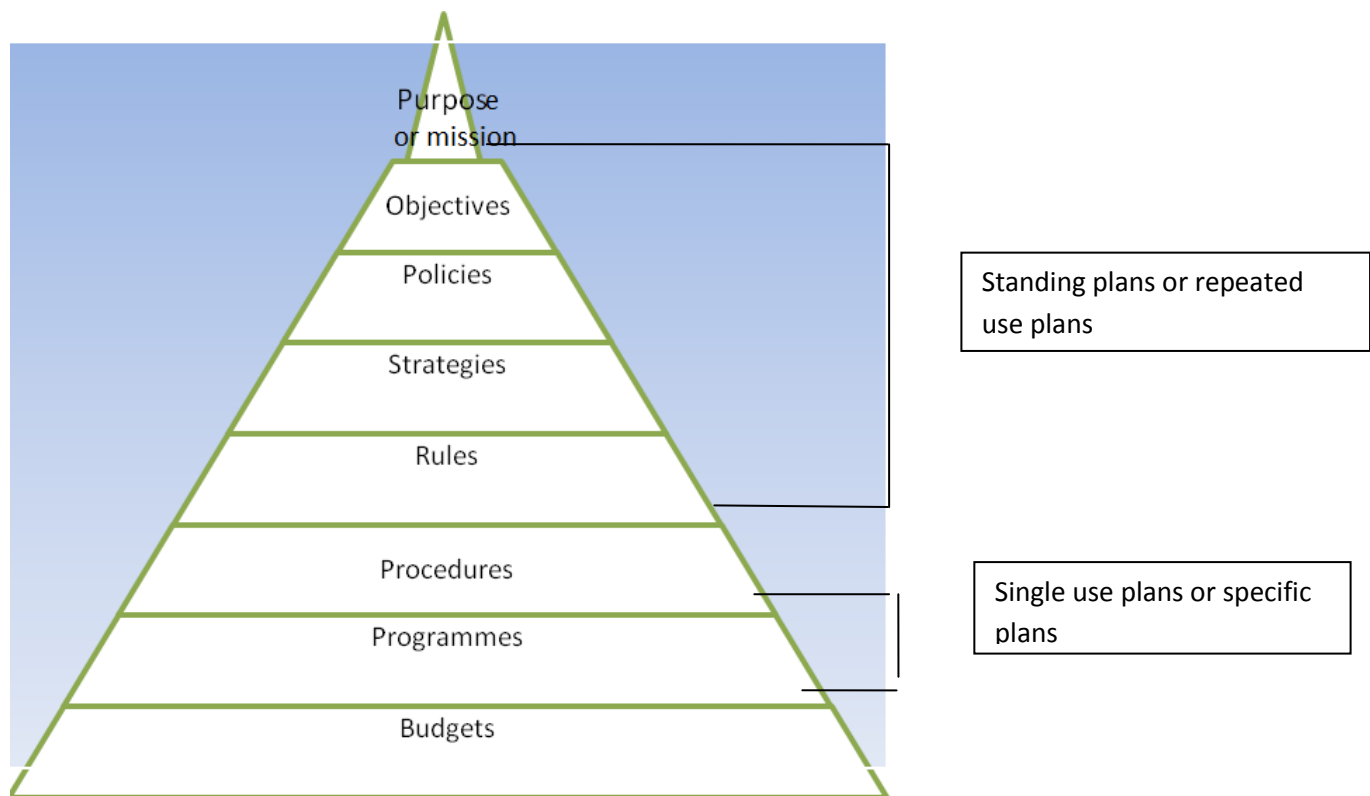 Purpose
or mission
Objectives
Policies
Strategies
Rules
Procedures
Programmes
Budgets
Standing plans or repeated
use plans
Single use plans or specific
plans